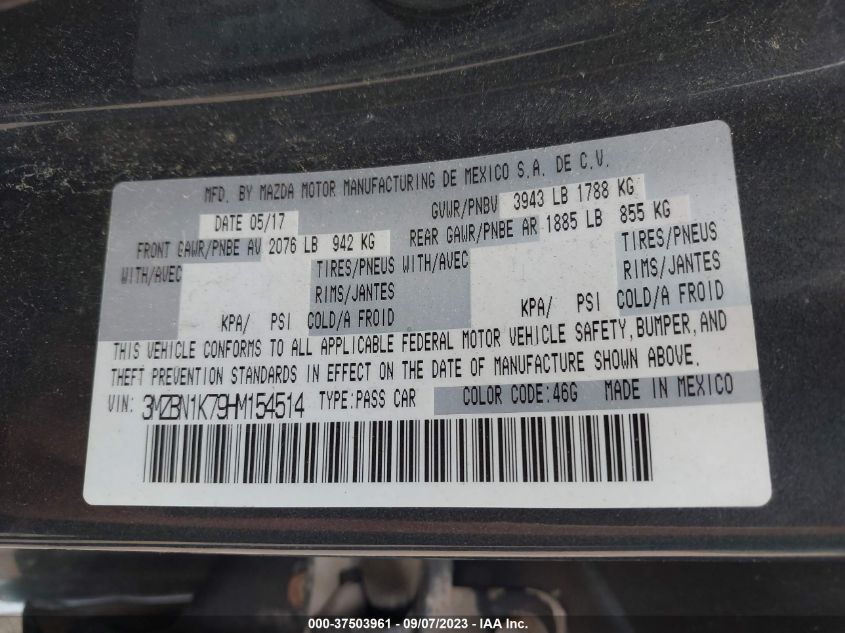 MFD. BY MAZDA MOTOR MANUFACTURING DE MEXICO S.A. DE C.V.
DATE 05/17 GVWR/PNBV 3943 LB 1788 KG
FRONT GAWR/PNBE AV 2076 LB 942 KG REAR GAWR/PNBE AR 1885 LB 855 KG
WITH/AVEC TIRES/PNEUS WITH/AVEC TIRES/PNEUS
RIMS/JANTES RIMS/JANTES
KPA/ PSI COLD/A FROID KPA/ PSI COLD/A FROID
THIS VEHICLE CONFORMS TO ALL APPLICABLE FEDERAL MOTOR VEHICLE SAFETY, BUMPER, AND
THEFT PREVENTION STANDARDS IN EFFECT ON THE DATE OF MANUFACTURE SHOWN ABOVE.
VIN: 3MZBN1K79HM154514 TYPE:PASS CAR COLOR CODE:46G MADE IN MEXICO
000-37503961 - 09/07/2023 - IAA Inc.